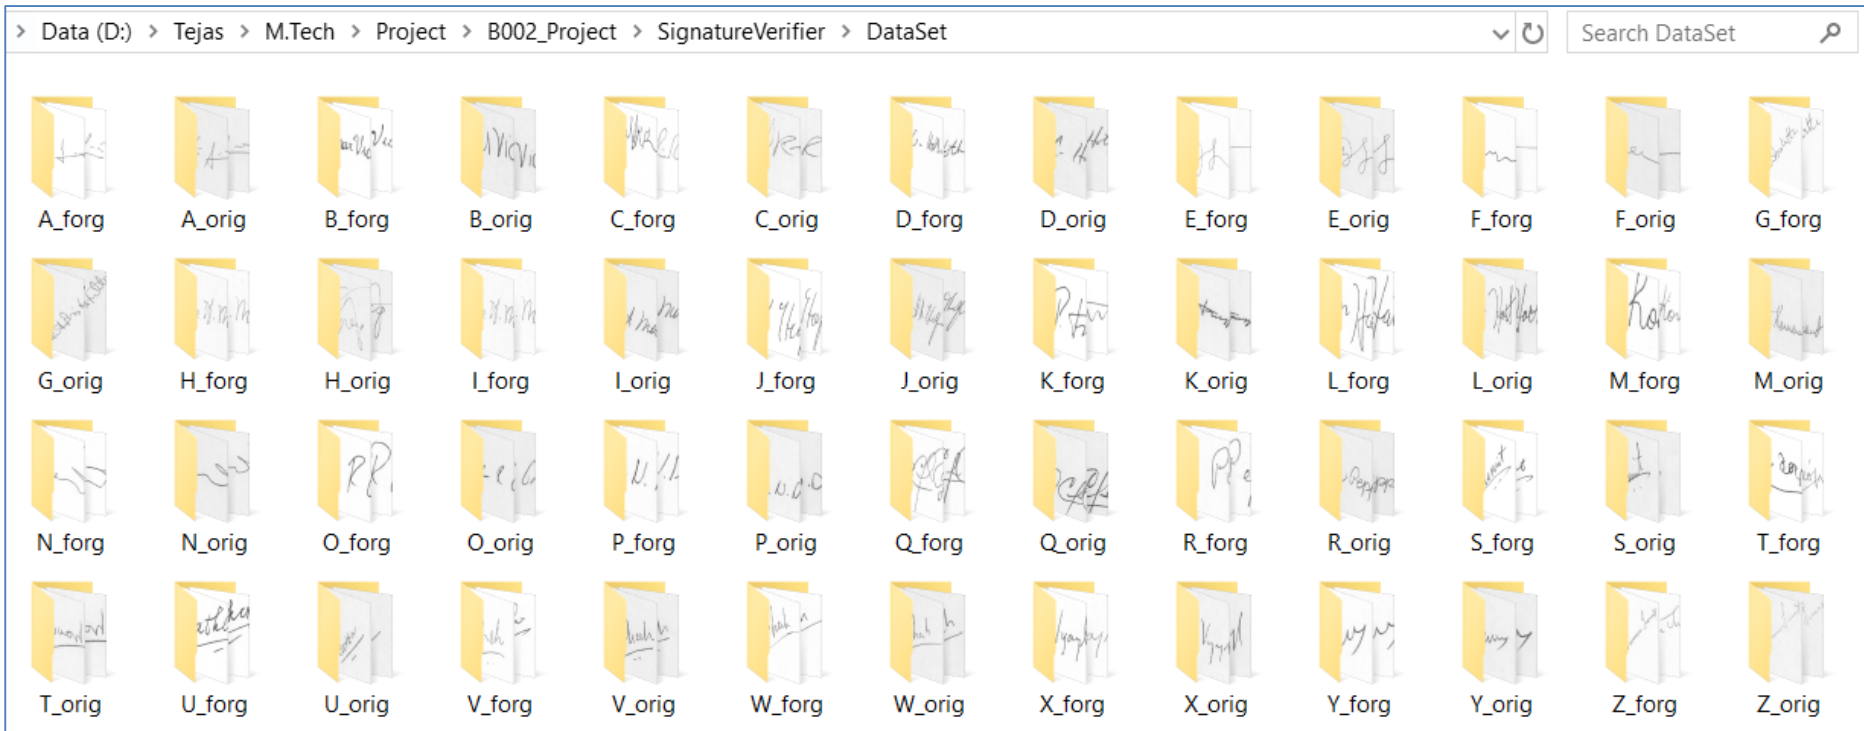 > Data (D:) > Tejas > M.Tech > Project > B002_Project > SignatureVerifier > DataSet Search DataSet
A_forg A_orig B_forg B_orig C_forg C_orig D_forg D_orig E_forg E_orig F_forg F_orig G_forg
G_orig H_forg H_orig I_forg I_orig J_forg J_orig K_forg K_orig L_forg L_orig M_forg M_orig
N_forg N_orig O_forg O_orig P_forg P_orig Q_forg Q_orig R_forg R_orig S_forg S_orig T_forg
T_orig U_forg U_orig V_forg V_orig W_forg W_orig X_forg X_orig Y_forg Y_orig Z_forg Z_orig